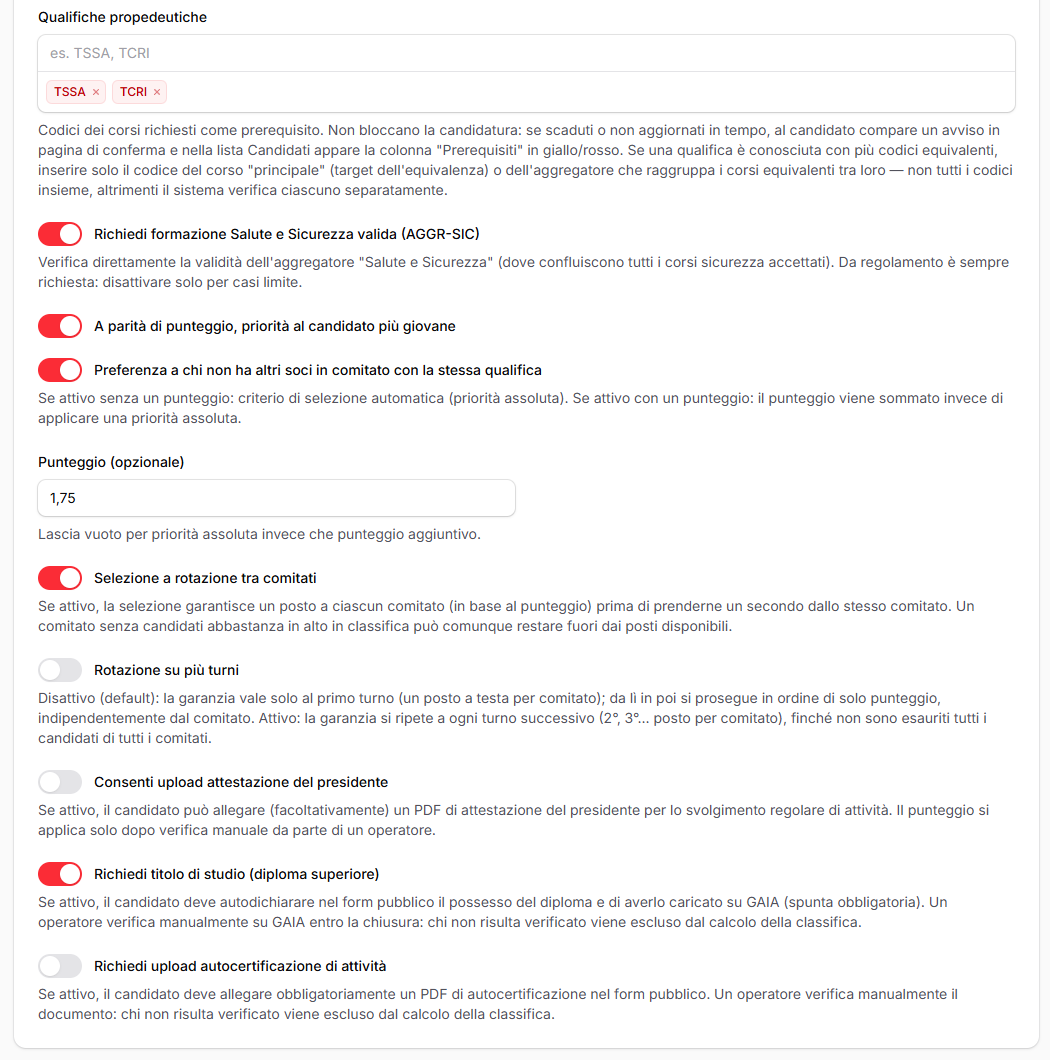 Qualifiche propedeutiche
es. TSSA, TCRI
TSSA × TCRI ×
Codici dei corsi richiesti come prerequisito. Non bloccano la candidatura: se scaduti o non aggiornati in tempo, al candidato compare un avviso in
pagina di conferma e nella lista Candidati appare la colonna "Prerequisiti" in giallo/rosso. Se una qualifica è conosciuta con più codici equivalenti,
inserire solo il codice del corso "principale" (target dell'equivalenza) o dell'aggregatore che raggruppa i corsi equivalenti tra loro — non tutti i codici
insieme, altrimenti il sistema verifica ciascuno separatamente.
Richiedi formazione Salute e Sicurezza valida (AGGR-SIC)
Verifica direttamente la validità dell'aggregatore "Salute e Sicurezza" (dove confluiscono tutti i corsi sicurezza accettati). Da regolamento è sempre
richiesta: disattivare solo per casi limite.
A parità di punteggio, priorità al candidato più giovane
Preferenza a chi non ha altri soci in comitato con la stessa qualifica
Se attivo senza un punteggio: criterio di selezione automatica (priorità assoluta). Se attivo con un punteggio: il punteggio viene sommato invece di
applicare una priorità assoluta.
Punteggio (opzionale)
1,75
Lascia vuoto per priorità assoluta invece che punteggio aggiuntivo.
Selezione a rotazione tra comitati
Se attivo, la selezione garantisce un posto a ciascun comitato (in base al punteggio) prima di prenderne un secondo dallo stesso comitato. Un
comitato senza candidati abbastanza in alto in classifica può comunque restare fuori dai posti disponibili.
Rotazione su più turni
Disattivo (default): la garanzia vale solo al primo turno (un posto a testa per comitato); da lì in poi si prosegue in ordine di solo punteggio,
indipendentemente dal comitato. Attivo: la garanzia si ripete a ogni turno successivo (2°, 3°... posto per comitato), finché non sono esauriti tutti i
candidati di tutti i comitati.
Consenti upload attestazione del presidente
Se attivo, il candidato può allegare (facoltativamente) un PDF di attestazione del presidente per lo svolgimento regolare di attività. Il punteggio si
applica solo dopo verifica manuale da parte di un operatore.
Richiedi titolo di studio (diploma superiore)
Se attivo, il candidato deve autodichiarare nel form pubblico il possesso del diploma e di averlo caricato su GAIA (spunta obbligatoria). Un
operatore verifica manualmente su GAIA entro la chiusura: chi non risulta verificato viene escluso dal calcolo della classifica.
Richiedi upload autocertificazione di attività
Se attivo, il candidato deve allegare obbligatoriamente un PDF di autocertificazione nel form pubblico. Un operatore verifica manualmente il
documento: chi non risulta verificato viene escluso dal calcolo della classifica.